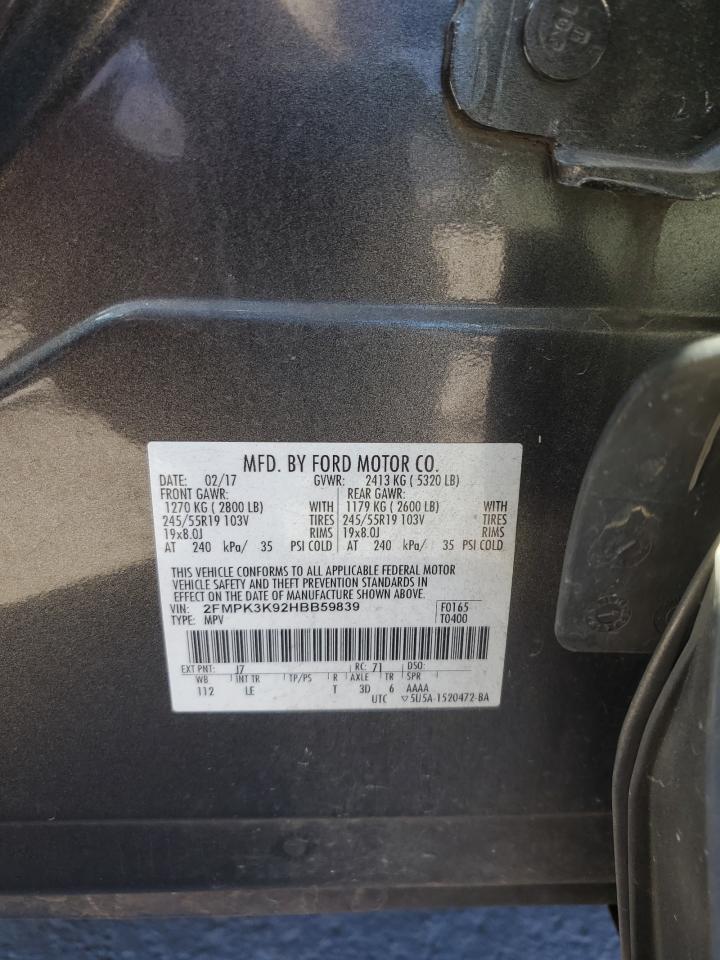 MFD. BY FORD MOTOR CO.
DATE: 02/17 GVWR: 2413 KG ( 5320 LB)
FRONT GAWR: REAR GAWR:
1270 KG ( 2800 LB) WITH 1179 KG ( 2600 LB) WITH
245/55R19 103V TIRES 245/55R19 103V TIRES
19x8.0J RIMS 19x8.0J RIMS
AT 240 kPa/ 35 PSI COLD AT 240 kPa/ 35 PSI COLD
THIS VEHICLE CONFORMS TO ALL APPLICABLE FEDERAL MOTOR
VEHICLE SAFETY AND THEFT PREVENTION STANDARDS IN
EFFECT ON THE DATE OF MANUFACTURE SHOWN ABOVE.
VIN: 2FMPK3K92HBB59839 F0165
TYPE: MPV T0400
EXT PNT: J7 RC: 71 DSO:
WB INT TR TP/PS R AXLE TR SPR
112 LE T 3D 6 AAAA
UTC ▽5U5A-1520472-BA